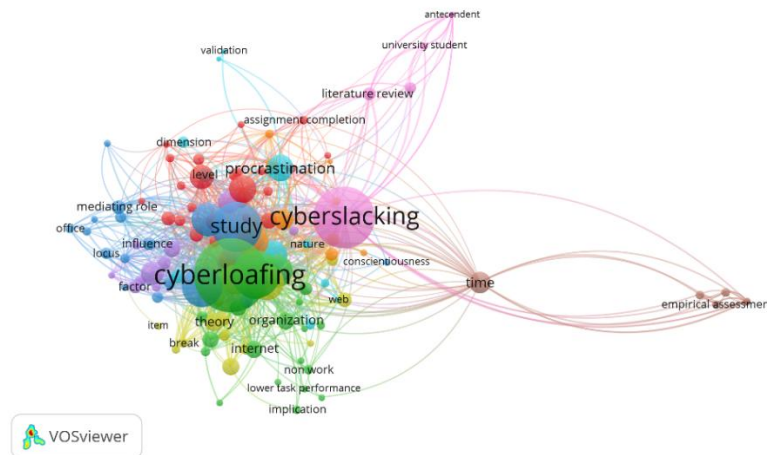 antecendent
university student
validation
literature review
assignment completion
dimension
procrastination
level
mediating role
cyberslacking
study
office
influence
nature
locus
conscientiousness
cyberloafing
factor
time
web
empirical assessmen
item
theory
organization
break
internet
non work
lower task performance
implication
VOSviewer